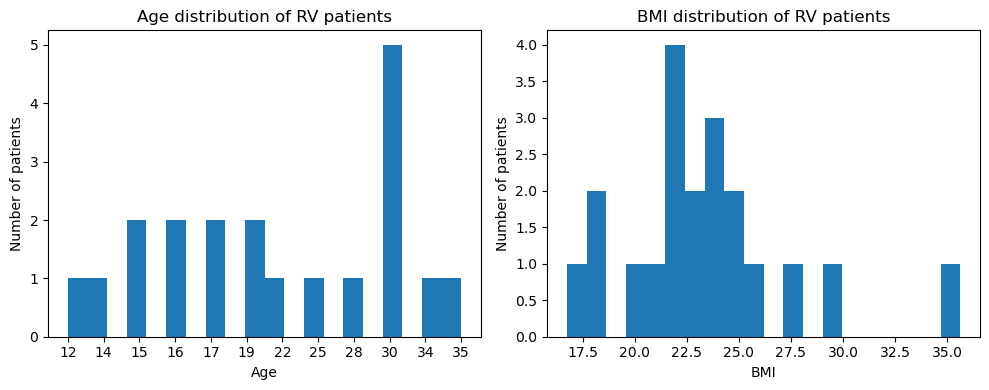 Age distribution of RV patients
5
4
3
2
1
0
Number of patients
12 14 15 16 17 19 22 25 28 30 34 35
Age
BMI distribution of RV patients
4.0
3.5
3.0
2.5
2.0
1.5
1.0
0.5
0.0
Number of patients
17.5 20.0 22.5 25.0 27.5 30.0 32.5 35.0
BMI